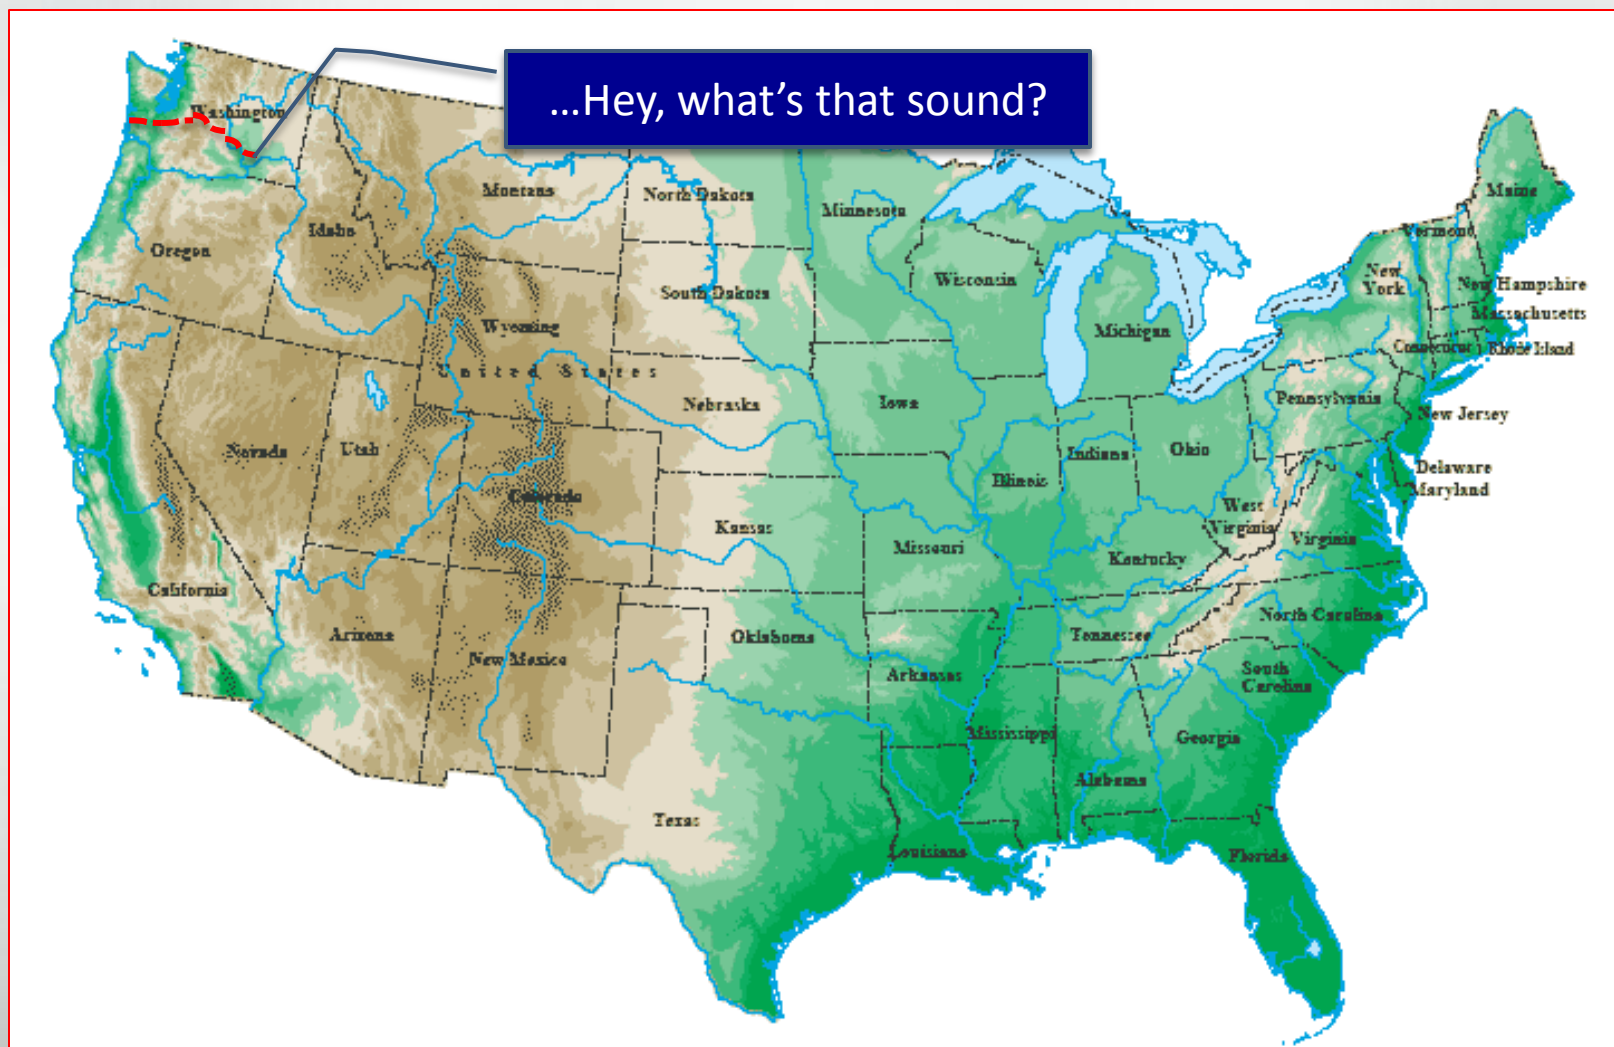 …Hey, what’s that sound?
Washington
Montana
North Dakota
Minnesota
Maine
Idaho
Oregon
Vermont
Wisconsin
New
York
New Hampshire
South Dakota
Massachusetts
Wyoming
Michigan
Connecticut
Rhode Island
United States
Nebraska
Iowa
Pennsylvania
New Jersey
Nevada
Utah
Indiana
Ohio
Illinois
Delaware
Maryland
Colorado
West
Virginia
Kansas
Virginia
Missouri
Kentucky
California
North Carolina
Arizona
Oklahoma
Tennessee
New Mexico
Arkansas
South
Carolina
Mississippi
Georgia
Alabama
Texas
Louisiana
Florida